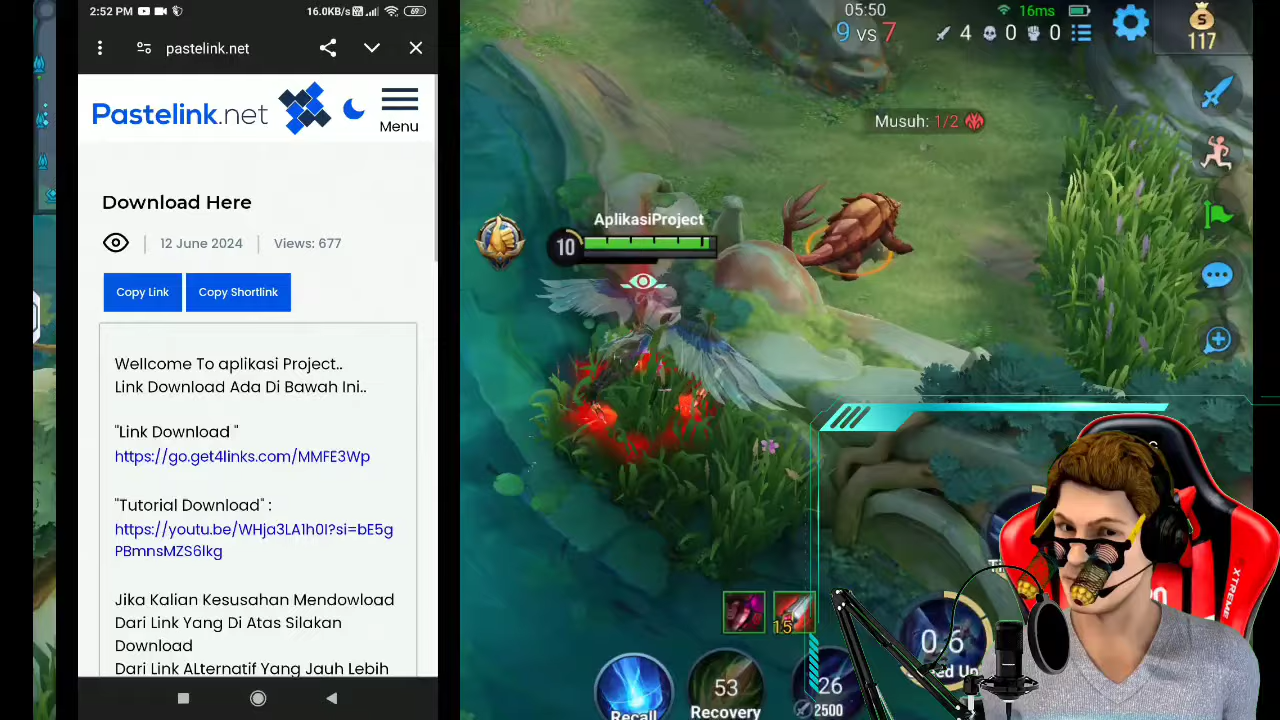 2:52 PM
16.0KB/s
69
pastelink.net
Pastelink.net
Menu
Download Here
12 June 2024
Views: 677
Copy Link
Copy Shortlink
Wellcome To aplikasi Project..
Link Download Ada Di Bawah Ini..
"Link Download "
https://go.get4links.com/MMFE3Wp
"Tutorial Download" :
https://youtu.be/WHja3LA1h0I?si=bE5g
PBmnsMZS6lkg
Jika Kalian Kesusahan Mendowload
Dari Link Yang Di Atas Silakan
Download
Dari Link ALternatif Yang Jauh Lebih
05:50
9 vs 7
16ms
4 0 0
117
Musuh: 1/2
AplikasiProject
10
15
0.6
53
Recovery
26
2500
Recall
XTREME